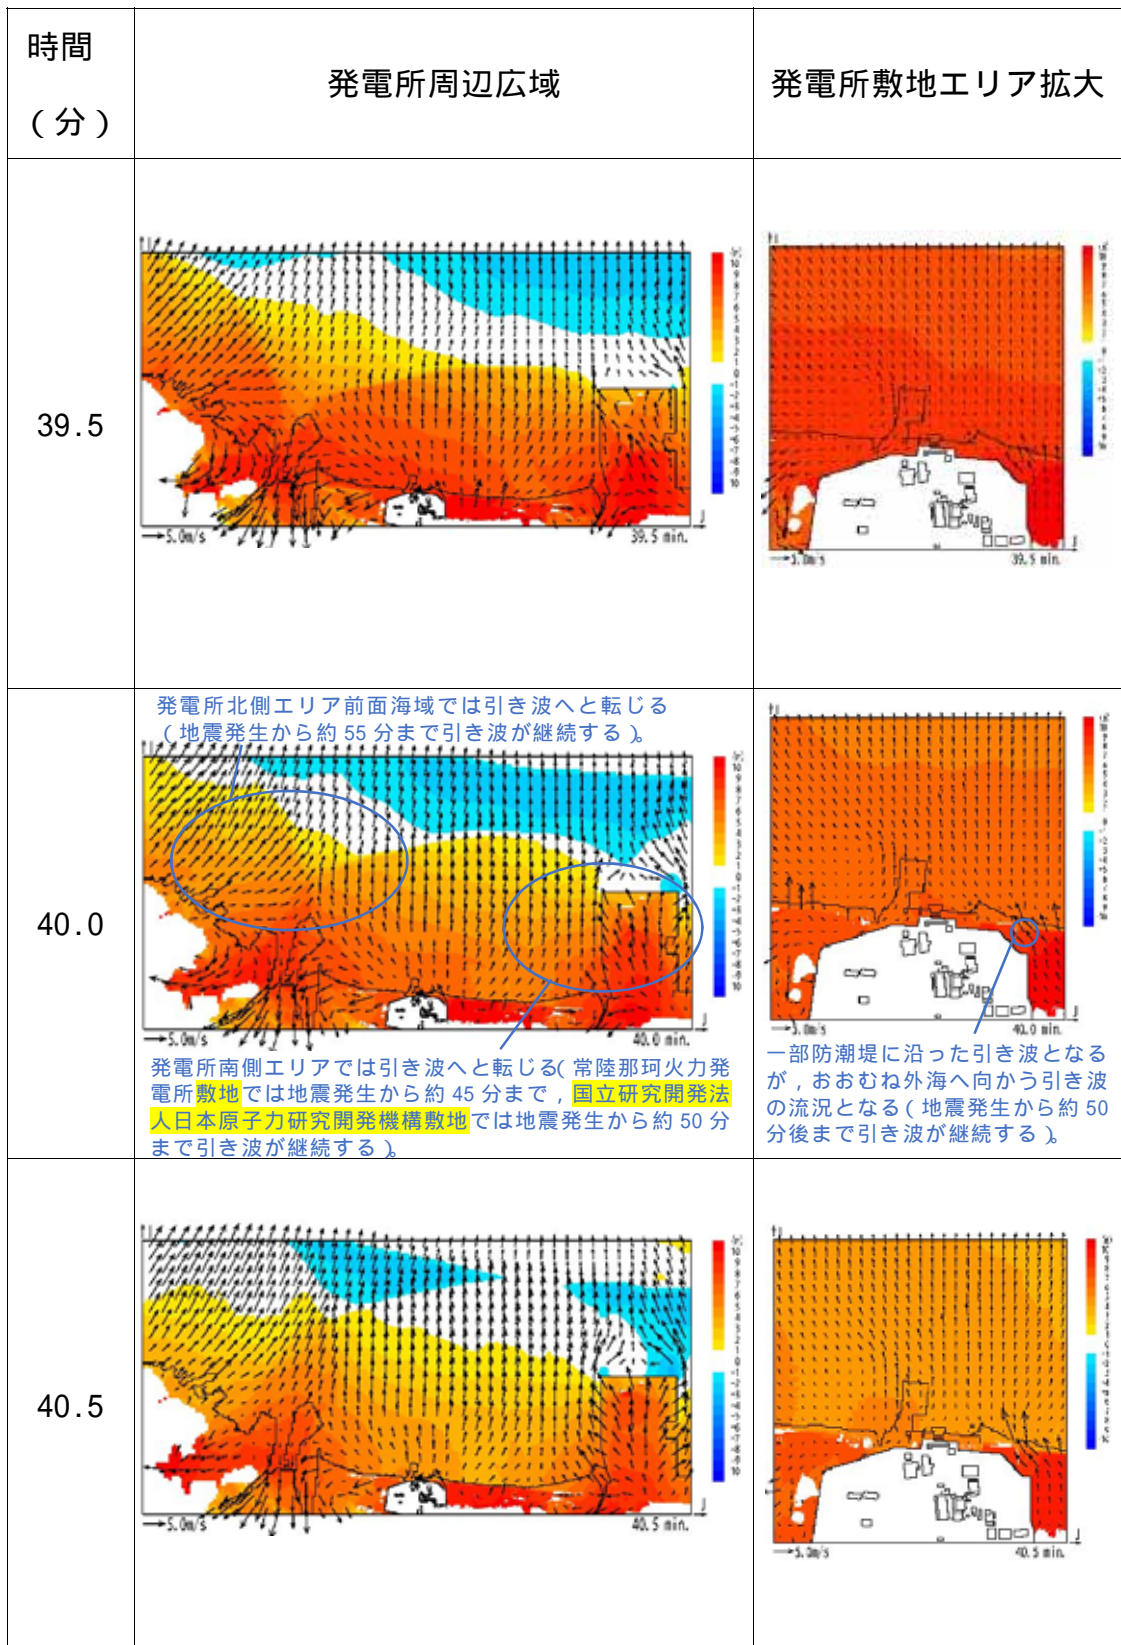 時間
(分)
発電所周辺広域
発電所敷地エリア拡大
39.5
5.0m/s
39.5 min.
39.5 min.
40.0
発電所北側エリア前面海域では引き波へと転じる
(地震発生から約 55 分まで引き波が継続する)。
5.0m/s
40.0 min.
発電所南側エリアでは引き波へと転じる(常陸那珂火力発
電所敷地では地震発生から約 45 分まで,国立研究開発法
人日本原子力研究開発機構敷地では地震発生から約 50 分
まで引き波が継続する)。
40.0 min.
一部防潮堤に沿った引き波となる
が,おおむね外海へ向かう引き波
の流況となる(地震発生から約 50
分後まで引き波が継続する)。
40.5
5.0m/s
40.5 min.
40.5 min.